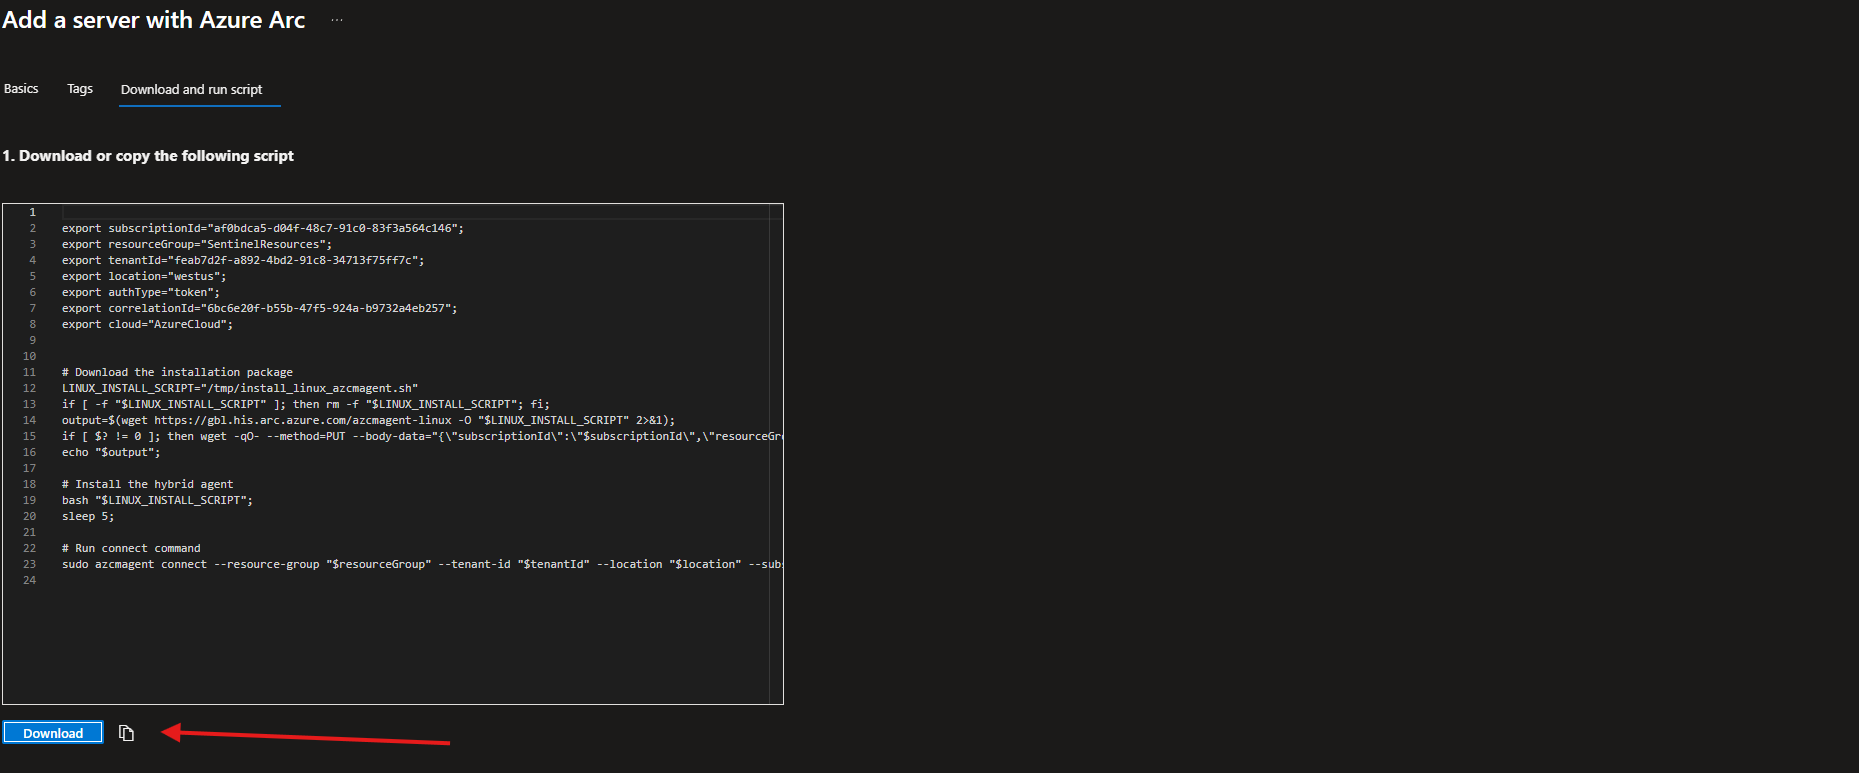 Add a server with Azure Arc ...
Basics Tags Download and run script
1. Download or copy the following script
1
2 export subscriptionId="af0bdca5-d04f-48c7-91c0-83f3a564c146";
3 export resourceGroup="SentinelResources";
4 export tenantId="feab7d2f-a892-4bd2-91c8-34713f75ff7c";
5 export location="westus";
6 export authType="token";
7 export correlationId="6bc6e20f-b55b-47f5-924a-b9732a4eb257";
8 export cloud="AzureCloud";
9
10
11 # Download the installation package
12 LINUX_INSTALL_SCRIPT="/tmp/install_linux_azcmagent.sh"
13 if [ -f "$LINUX_INSTALL_SCRIPT" ]; then rm -f "$LINUX_INSTALL_SCRIPT"; fi;
14 output=$(wget https://gbl.his.arc.azure.com/azcmagent-linux -O "$LINUX_INSTALL_SCRIPT" 2>&1);
15 if [ $? != 0 ]; then wget -qO- --method=PUT --body-data="{\"subscriptionId\":\"$subscriptionId\",\"resourceGr
16 echo "$output";
17
18 # Install the hybrid agent
19 bash "$LINUX_INSTALL_SCRIPT";
20 sleep 5;
21
22 # Run connect command
23 sudo azcmagent connect --resource-group "$resourceGroup" --tenant-id "$tenantId" --location "$location" --sub
24
Download